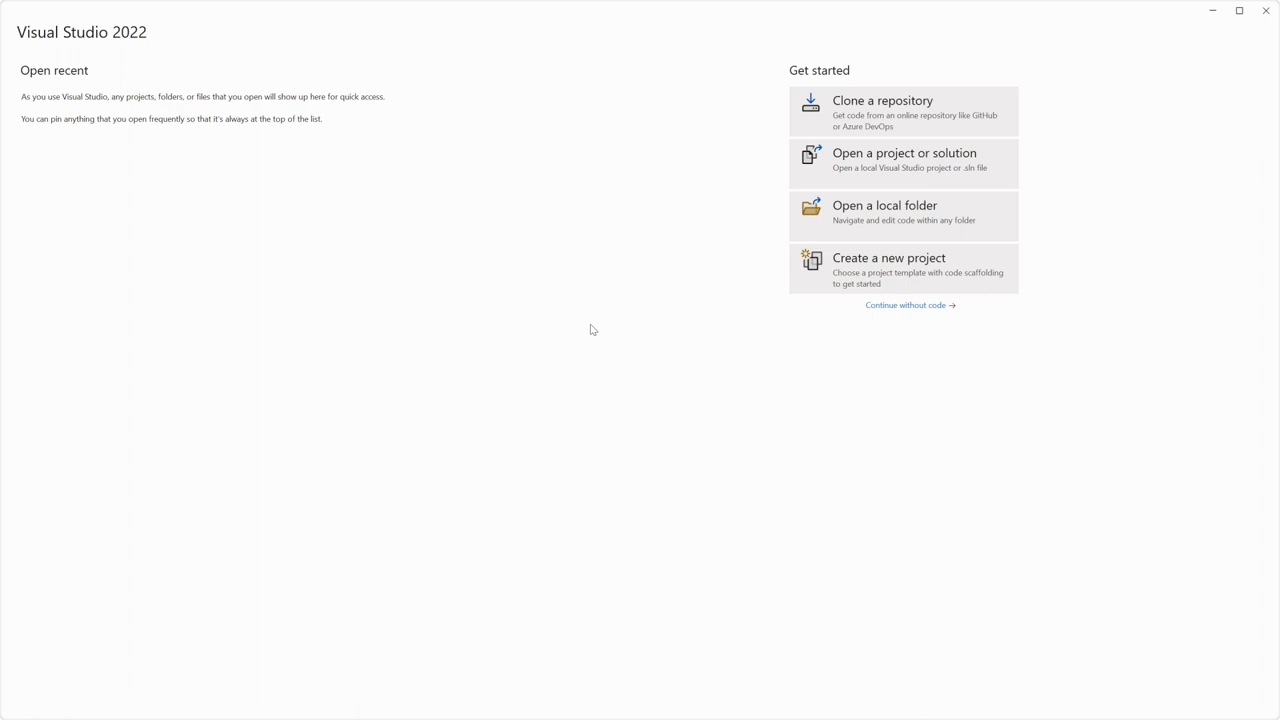 Visual Studio 2022
Open recent
As you use Visual Studio, any projects, folders, or files that you open will show up here for quick access.
You can pin anything that you open frequently so that it's always at the top of the list.
Get started
Clone a repository
Get code from an online repository like GitHub
or Azure DevOps
Open a project or solution
Open a local Visual Studio project or .sln file
Open a local folder
Navigate and edit code within any folder
Create a new project
Choose a project template with code scaffolding
to get started
Continue without code →